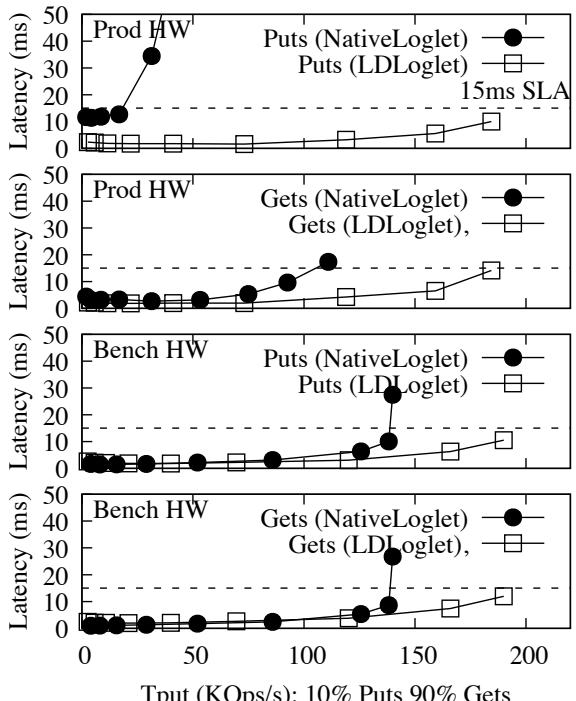 50
40
30
20
10
0
Latency (ms)
Prod HW
Puts (NativeLoglet)
Puts (LDLoglet)
15ms SLA
50
40
30
20
10
0
Latency (ms)
Prod HW
Gets (NativeLoglet)
Gets (LDLoglet),
50
40
30
20
10
0
Latency (ms)
Bench HW
Puts (NativeLoglet)
Puts (LDLoglet)
50
40
30
20
10
0
Latency (ms)
Bench HW
Gets (NativeLoglet)
Gets (LDLoglet),
0 50 100 150 200
Tput (KOps/s): 10% Puts 90% Gets